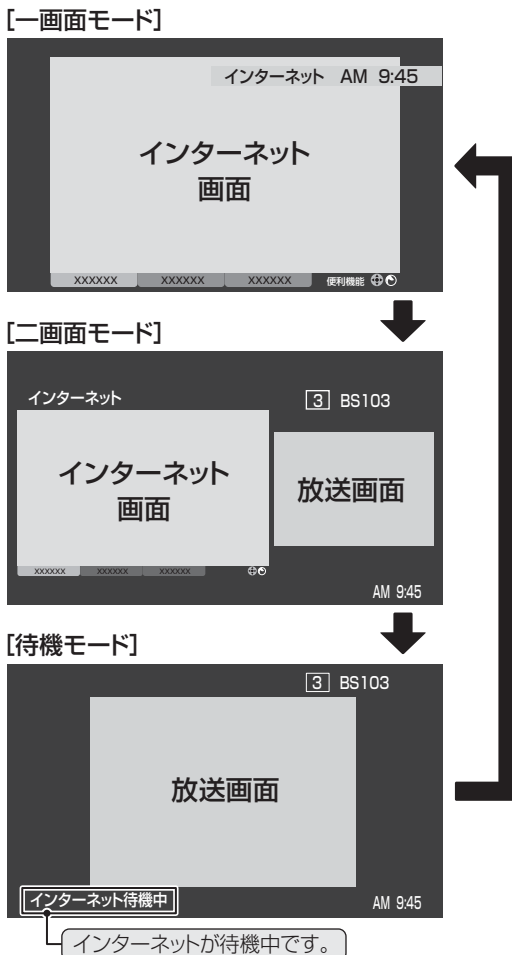 [一画面モード]
インターネット AM 9:45
インターネット
画面
xxxxxx xxxxxx xxxxxx 便利機能
[二画面モード]
インターネット 3 BS103
インターネット
画面
放送画面
xxxxxx xxxxxx xxxxxx
AM 9:45
[待機モード]
3 BS103
放送画面
インターネット待機中 AM 9:45
インターネットが待機中です。